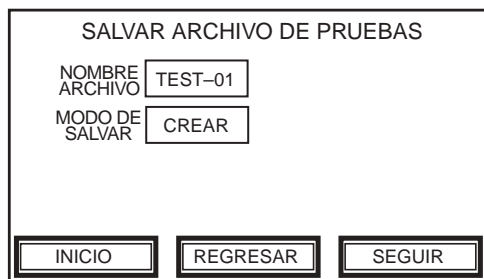 SALVAR ARCHIVO DE PRUEBAS
NOMBRE
ARCHIVO
TEST–01
MODO DE
SALVAR
CREAR
INICIO
REGRESAR
SEGUIR